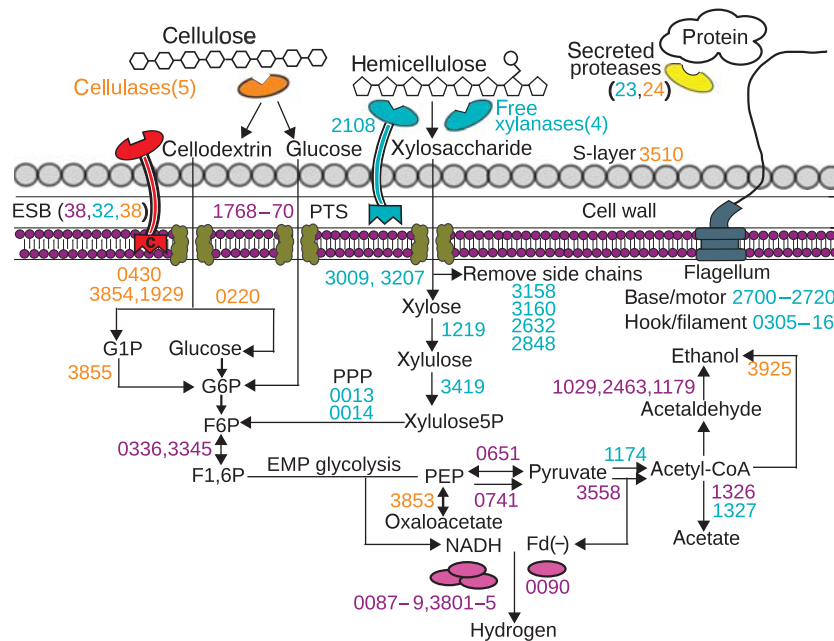 Cellulose
Cellulases(5)
Hemicellulose
Free
xylanases(4)
2108
Protein
Secreted
proteases
(23,24)
Cellodextrin
Glucose
Xylosaccharide
S-layer 3510
ESB (38,32,38)
1768–70
PTS
Cell wall
C
0430
3854,1929
0220
3009, 3207
Remove side chains
3158
3160
2632
2848
Flagellum
Base/motor 2700–2720
Hook/filament 0305–16
Xylose
1219
Xylulose
3419
Xylulose5P
G1P
Glucose
3855
G6P
PPP
0013
0014
F6P
0336,3345
F1,6P
EMP glycolysis
PEP
0651
0741
Pyruvate
1174
3558
Acetyl-CoA
Ethanol
3925
1029,2463,1179
Acetaldehyde
1326
1327
Acetate
3853
Oxaloacetate
NADH
Fd(–)
0087–9,3801–5
0090
Hydrogen